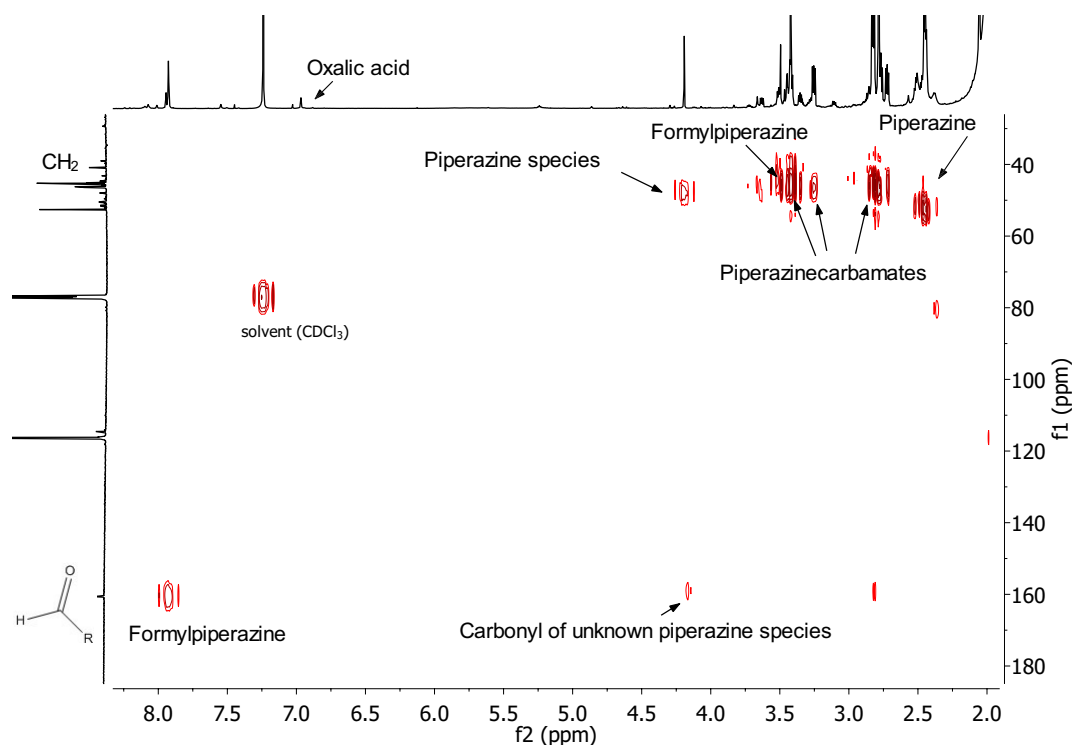 Oxalic acid
Formylpiperazine
Piperazine
CH₂
Piperazine species
Piperazinecarbamates
solvent (CDCl₃)
O
H
R
Formylpiperazine
Carbonyl of unknown piperazine species
40
60
80
100
120
140
160
180
f1 (ppm)
8.0 7.5 7.0 6.5 6.0 5.5 5.0 4.5 4.0 3.5 3.0 2.5 2.0
f2 (ppm)